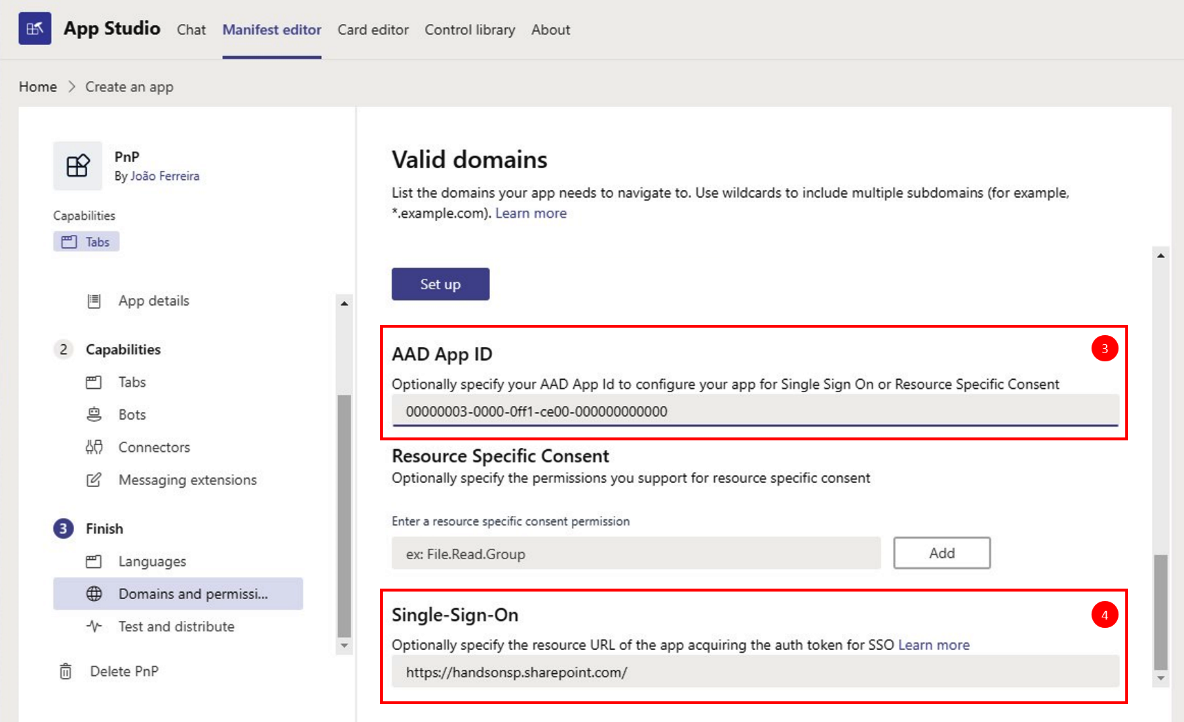 App Studio Chat Manifest editor Card editor Control library About
Home > Create an app
PnP
By João Ferreira
Capabilities
Tabs
App details
2 Capabilities
Tabs
Bots
Connectors
Messaging extensions
3 Finish
Languages
Domains and permissi...
Test and distribute
Delete PnP
Valid domains
List the domains your app needs to navigate to. Use wildcards to include multiple subdomains (for example,
*.example.com). Learn more
Set up
AAD App ID
3
Optionally specify your AAD App Id to configure your app for Single Sign On or Resource Specific Consent
00000003-0000-0ff1-ce00-000000000000
Resource Specific Consent
Optionally specify the permissions you support for resource specific consent
Enter a resource specific consent permission
ex: File.Read.Group
Add
Single-Sign-On
4
Optionally specify the resource URL of the app acquiring the auth token for SSO Learn more
https://handsonsp.sharepoint.com/